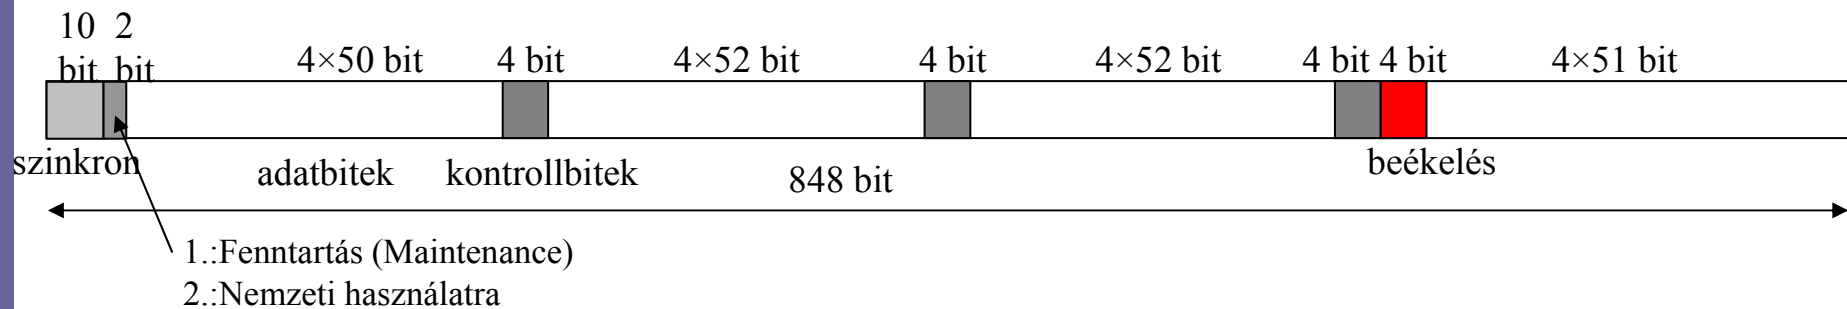 10 2
bit bit 4×50 bit 4 bit 4×52 bit 4 bit 4×52 bit 4 bit 4 bit 4×51 bit
szinkron adatbitek kontrollbitek 848 bit beékelés
1.:Fenntartás (Maintenance)
2.:Nemzeti használatra